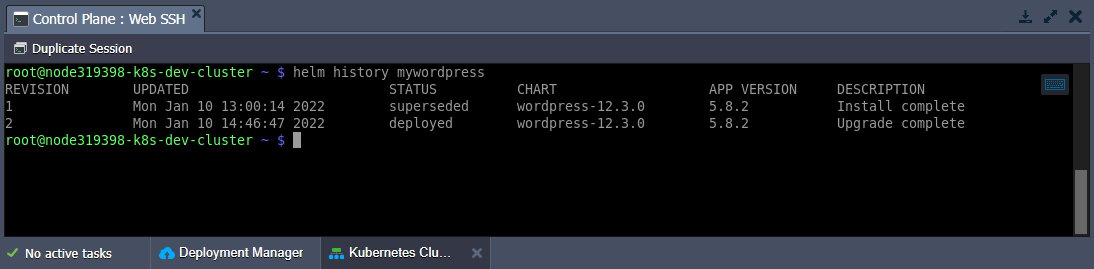 Control Plane : Web SSH
Duplicate Session
root@node319398-k8s-dev-cluster ~ $ helm history mywordpress
REVISION UPDATED STATUS CHART APP VERSION DESCRIPTION
1 Mon Jan 10 13:00:14 2022 superseded wordpress-12.3.0 5.8.2 Install complete
2 Mon Jan 10 14:46:47 2022 deployed wordpress-12.3.0 5.8.2 Upgrade complete
root@node319398-k8s-dev-cluster ~ $
No active tasks Deployment Manager Kubernetes Clu...